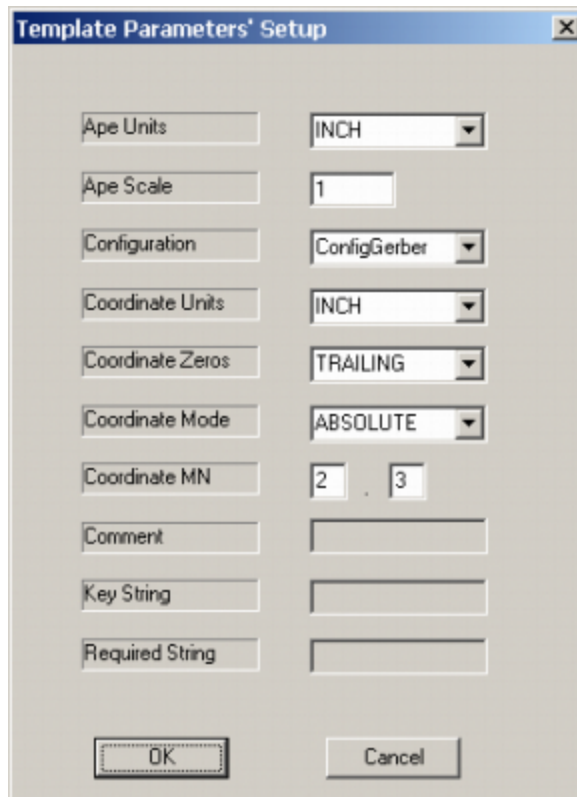 Template Parameters' Setup
Ape Units INCH
Ape Scale 1
Configuration ConfigGerber
Coordinate Units INCH
Coordinate Zeros TRAILING
Coordinate Mode ABSOLUTE
Coordinate MN 2 . 3
Comment
Key String
Required String
OK Cancel